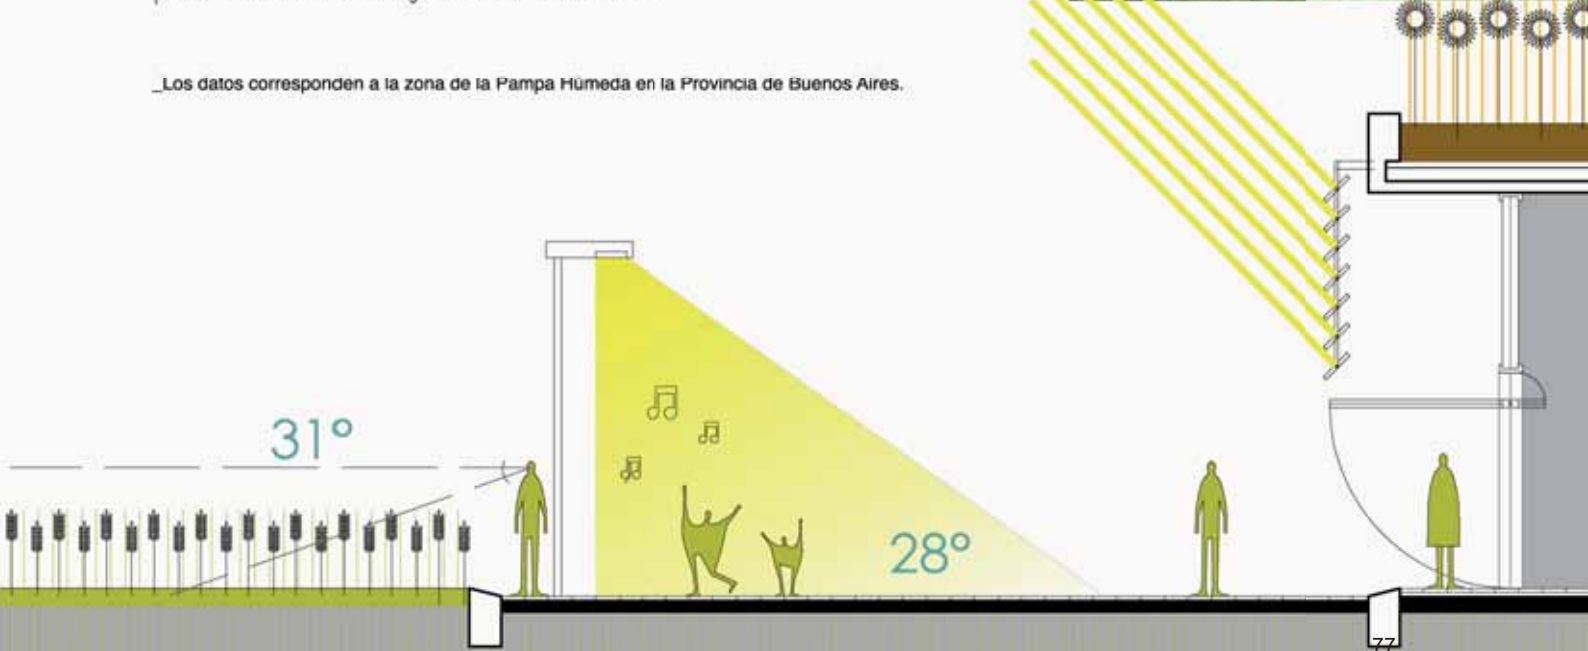 _Los datos corresponden a la zona de la Pampa Húmeda en la Provincia de Buenos Aires.
31°
28°
77